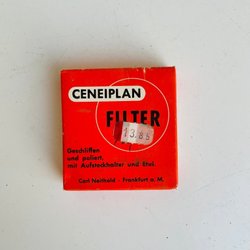 CENEIPLAN
FILTER
13.85
Geschliffen
und poliert.
mit Aufsteckhalter und Etui.
Carl Neithold - Frankfurt a. M.